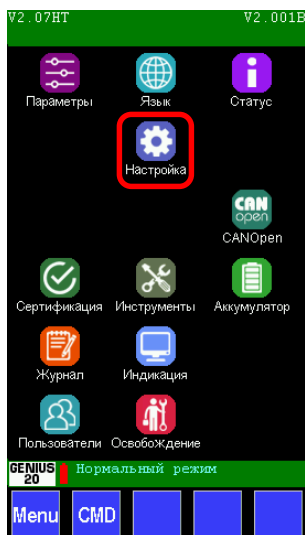 V2.07HT V2.001B
Параметры Язык Статус
Настройка
CAN
open
CANOpen
Сертификация Инструменты Аккумулятор
Журнал Индикация
Пользователи Освобождение
GENIUS
20
Нормальный режим
Menu CMD